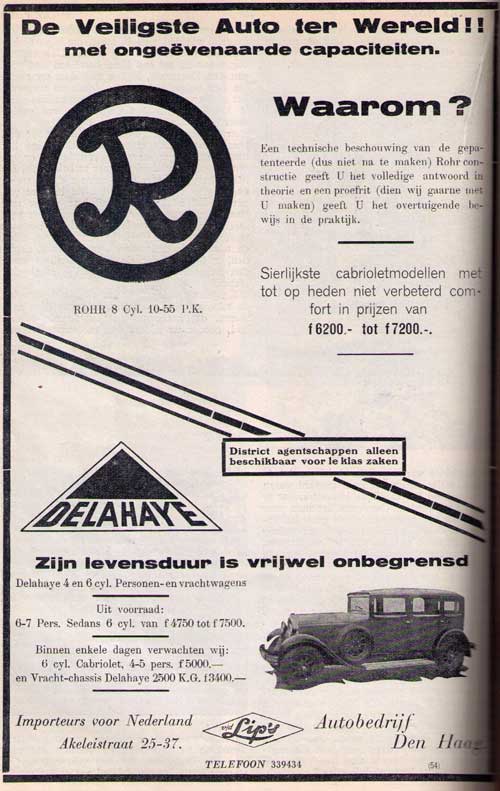 De Veiligste Auto ter Wereld!!
met ongeëvenaarde capaciteiten.
R
ROHR 8 Cyl. 10-55 P.K.
Waarom?
Een technische beschouwing van de gepa-
tenteerde (dus niet na te maken) Rohr con-
structie geeft U het volledige antwoord in
theorie en een proefrit (dien wij gaarne met
U maken) geeft U het overtuigende be-
wijs in de praktijk.
Sierlijkste cabrioletmodellen met
tot op heden niet verbeterd com-
fort in prijzen van
f 6200.- tot f 7200.-.
District agentschappen alleen
beschikbaar voor 1e klas zaken
DELAHAYE
Zijn levensduur is vrijwel onbegrensd
Delahaye 4 en 6 cyl. Personen- en vrachtwagens
Uit voorraad:
6-7 Pers. Sedans 6 cyl. van f 4750 tot f 7500.
Binnen enkele dagen verwachten wij:
6 cyl. Cabriolet, 4-5 pers. f 5000.—
en Vracht-chassis Delahaye 2500 K.G. f 3400.—
Importeurs voor Nederland
Akeleistraat 25-37.
Lip's
Autobedrijf
Den Haag.
TELEFOON 339434
(54)